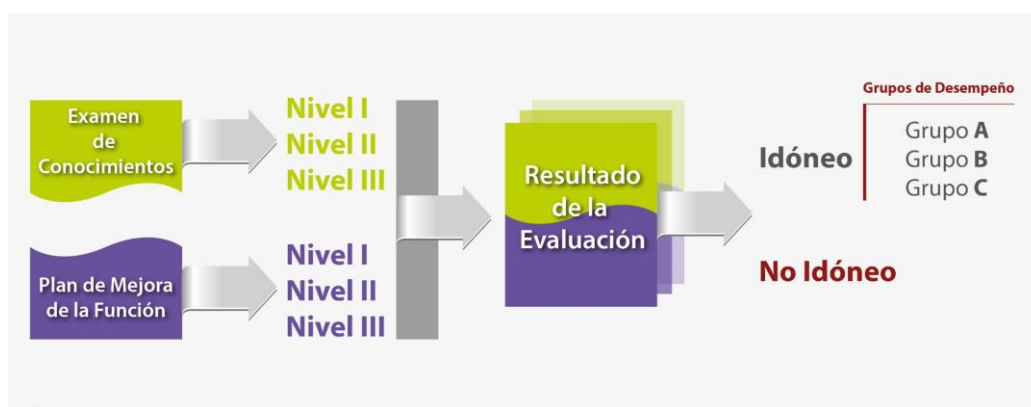 Examen
de
Conocimientos
Nivel I
Nivel II
Nivel III
Plan de Mejora
de la Función
Nivel I
Nivel II
Nivel III
Resultado
de la
Evaluación
Idóneo
Grupos de Desempeño
Grupo A
Grupo B
Grupo C
No Idóneo